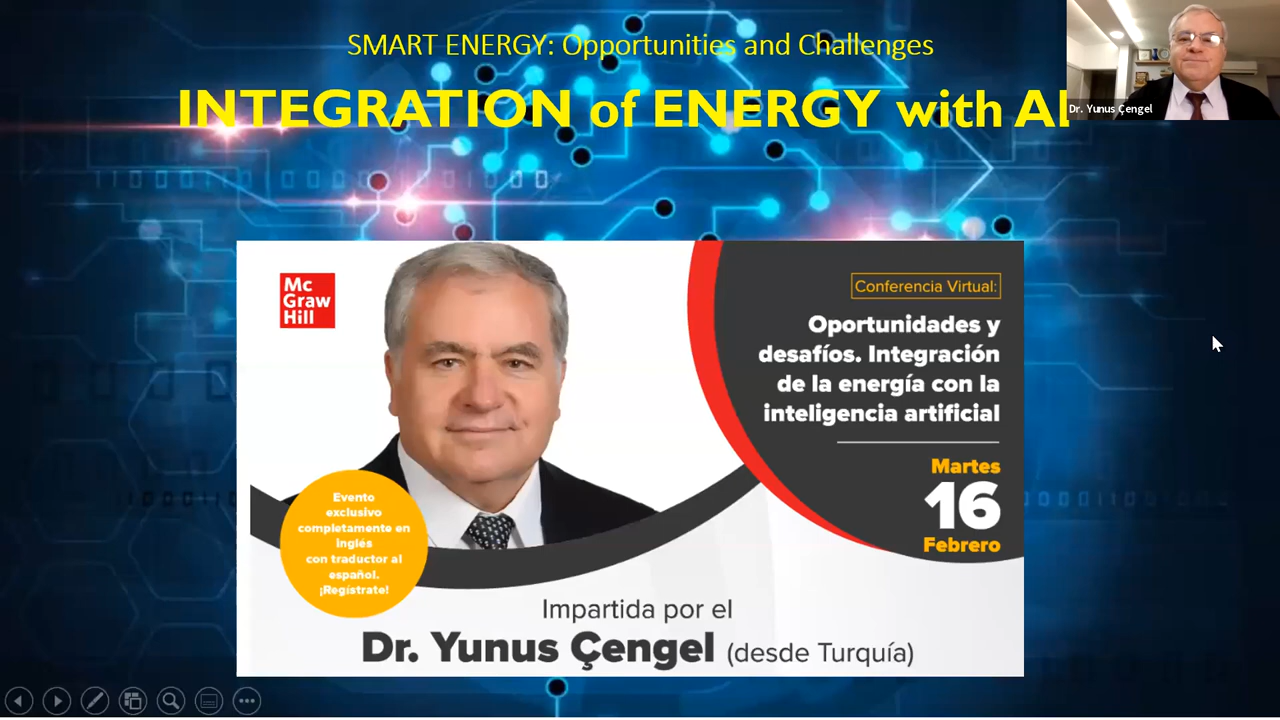 SMART ENERGY: Opportunities and Challenges
INTEGRATION of ENERGY with AI
Dr. Yunus Çengel
Mc
Graw
Hill
Conferencia Virtual:
Oportunidades y
desafíos. Integración
de la energía con la
inteligencia artificial
Martes
16
Febrero
Evento
exclusivo
completamente en
inglés
con traductor al
español.
¡Regístrate!
Impartida por el
Dr. Yunus Çengel (desde Turquía)